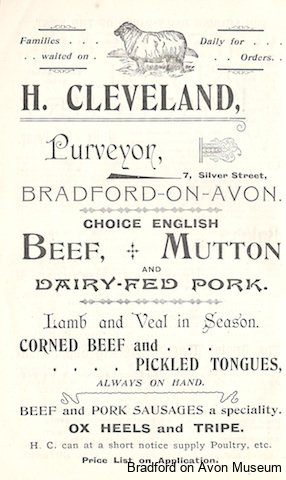 Families . . . Daily for . . .
. . waited on . . . Orders. .
H. CLEVELAND,
Purveyor,
7, Silver Street,
BRADFORD-ON-AVON.
CHOICE ENGLISH
BEEF, MUTTON
AND
DAIRY-FED PORK.
Lamb and Veal in Season.
CORNED BEEF and . . .
. . . . PICKLED TONGUES,
ALWAYS ON HAND.
BEEF and PORK SAUSAGES a speciality.
OX HEELS and TRIPE.
H. C. can at a short notice supply Poultry, etc.
Price List on Application.
Bradford on Avon Museum